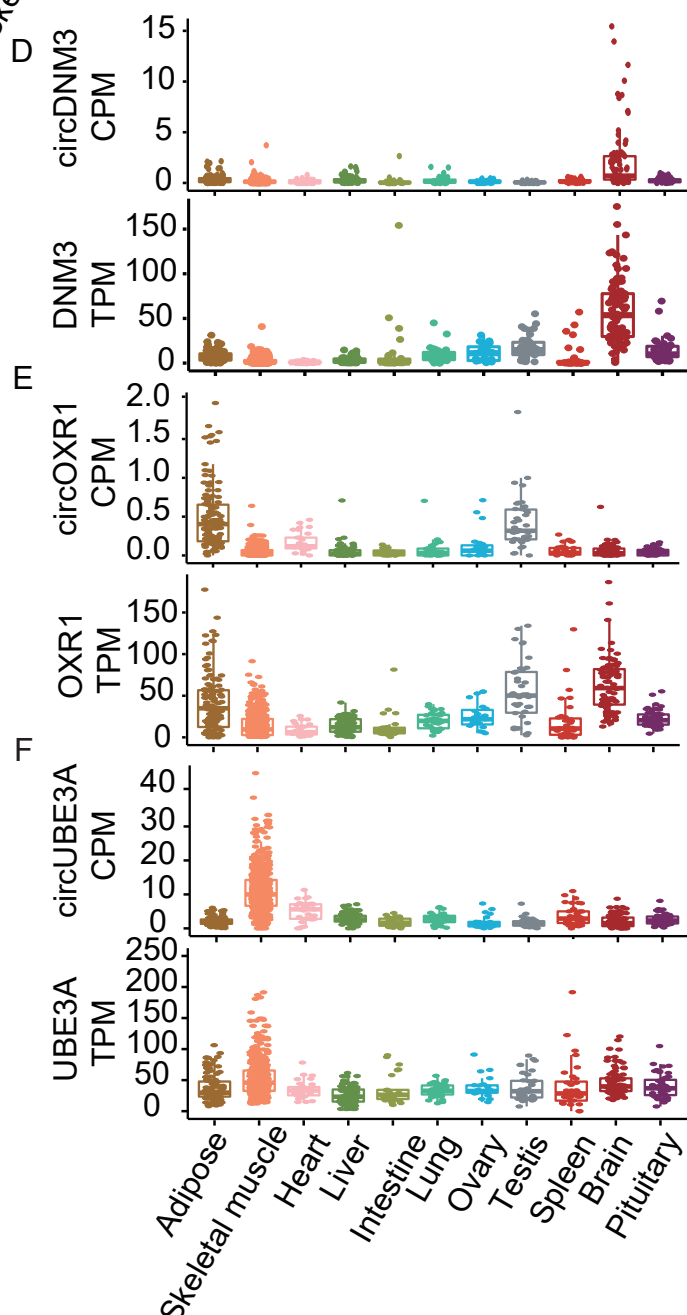 D
circDNM3
CPM
15
10
5
0
DNM3
TPM
150
100
50
0
E
circOXR1
CPM
2.0
1.5
1.0
0.5
0.0
OXR1
TPM
150
100
50
0
F
circUBE3A
CPM
40
30
20
10
0
UBE3A
TPM
250
200
150
100
50
0
Adipose
Skeletal muscle
Heart
Liver
Intestine
Lung
Ovary
Testis
Spleen
Brain
Pituitary